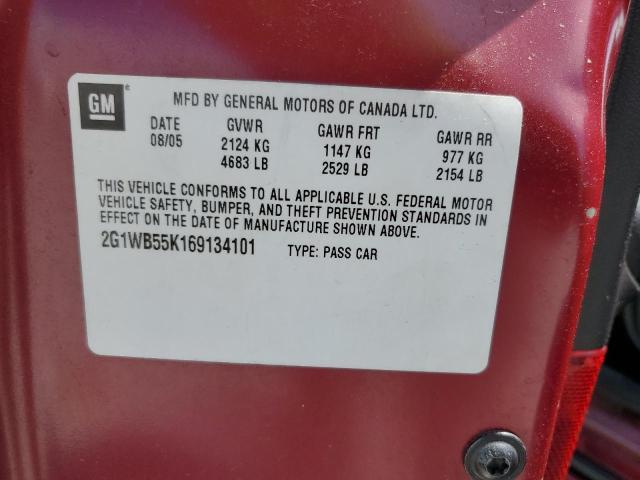 GM
MFD BY GENERAL MOTORS OF CANADA LTD.
DATE GVWR GAWR FRT GAWR RR
08/05 2124 KG 1147 KG 977 KG
4683 LB 2529 LB 2154 LB
THIS VEHICLE CONFORMS TO ALL APPLICABLE U.S. FEDERAL MOTOR
VEHICLE SAFETY, BUMPER, AND THEFT PREVENTION STANDARDS IN
EFFECT ON THE DATE OF MANUFACTURE SHOWN ABOVE.
2G1WB55K169134101 TYPE: PASS CAR